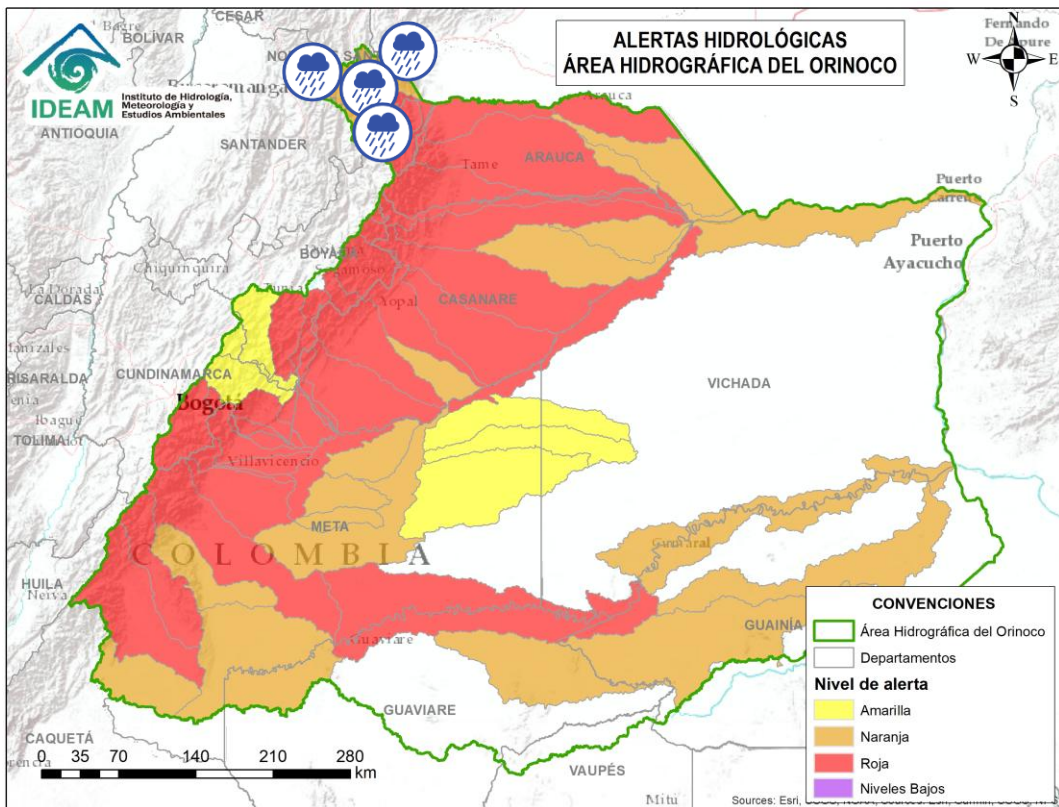 ALERTAS HIDROLÓGICAS
ÁREA HIDROGRÁFICA DEL ORINOCO
IDEAM
Instituto de Hidrología,
Meteorología y
Estudios Ambientales
N
W
E
S
CESAR
BOLÍVAR
ANTIOQUIA
SANTANDER
ARAUCA
Tame
BOYACÁ
Chiquinquira
CALDAS
Yopal
CASANARE
CUNDINAMARCA
Bogotá
TOLIMA
Villavicencio
META
VICHADA
Puerto
Puerto
Ayacucho
COLOMBIA
HUILA
Neiva
GUAINÍA
GUAVIARE
CAQUETÁ
VAUPÉS
Mitú
0 35 70 140 210 280
km
CONVENCIONES
Área Hidrográfica del Orinoco
Departamentos
Nivel de alerta
Amarilla
Naranja
Roja
Niveles Bajos